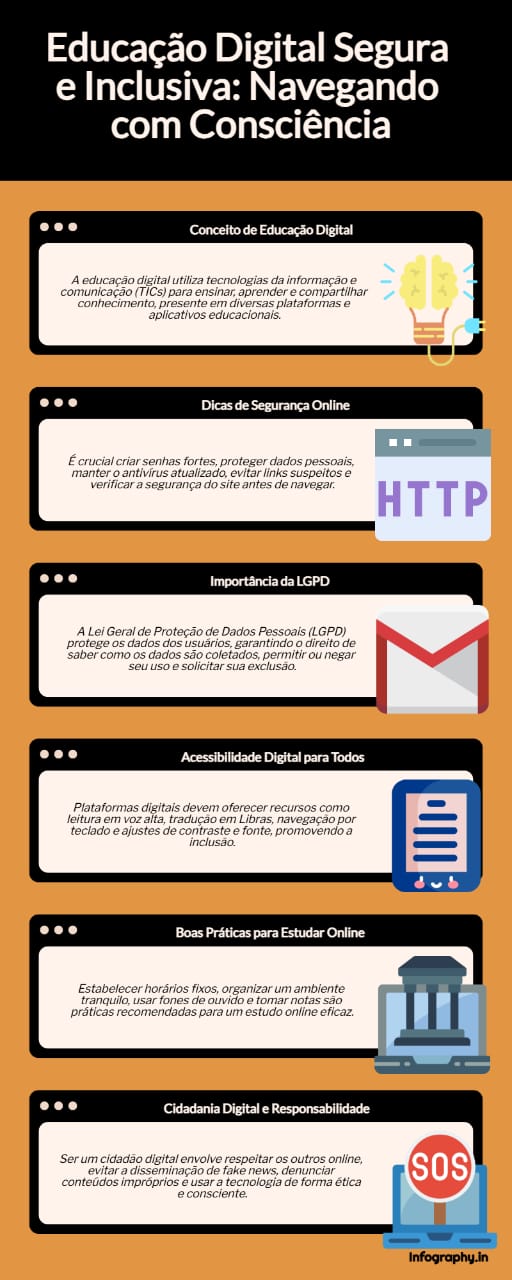 Educação Digital Segura
e Inclusiva: Navegando
com Consciência
Conceito de Educação Digital
A educação digital utiliza tecnologias da informação e
comunicação (TICs) para ensinar, aprender e compartilhar
conhecimento, presente em diversas plataformas e
aplicativos educacionais.
Dicas de Segurança Online
É crucial criar senhas fortes, proteger dados pessoais,
manter o antivírus atualizado, evitar links suspeitos e
verificar a segurança do site antes de navegar.
HTTP
Importância da LGPD
A Lei Geral de Proteção de Dados Pessoais (LGPD)
protege os dados dos usuários, garantindo o direito de
saber como os dados são coletados, permitir ou negar
seu uso e solicitar sua exclusão.
Acessibilidade Digital para Todos
Plataformas digitais devem oferecer recursos como
leitura em voz alta, tradução em Libras, navegação por
teclado e ajustes de contraste e fonte, promovendo a
inclusão.
Boas Práticas para Estudar Online
Estabelecer horários fixos, organizar um ambiente
tranquilo, usar fones de ouvido e tomar notas são
práticas recomendadas para um estudo online eficaz.
Cidadania Digital e Responsabilidade
Ser um cidadão digital envolve respeitar os outros online,
evitar a disseminação de fake news, denunciar
conteúdos impróprios e usar a tecnologia de forma ética
e consciente.
SOS
Infography.in